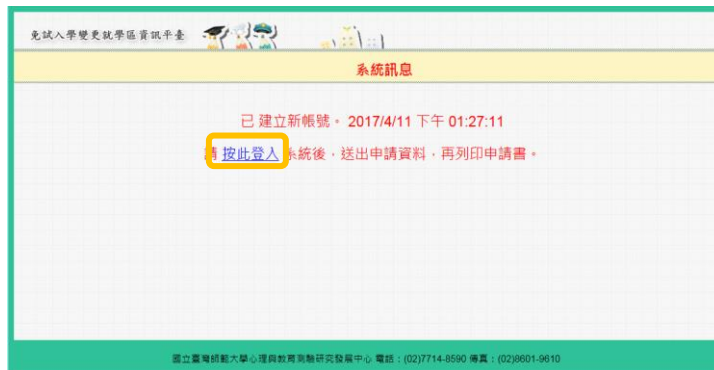 免試入學變更就學區資訊平臺
系統訊息
已 建立新帳號。 2017/4/11 下午 01:27:11
請 按此登入 系統後，送出申請資料，再列印申請書。
國立臺灣師範大學心理與教育測驗研究發展中心 電話：(02)7714-8590 傳真：(02)8601-9610